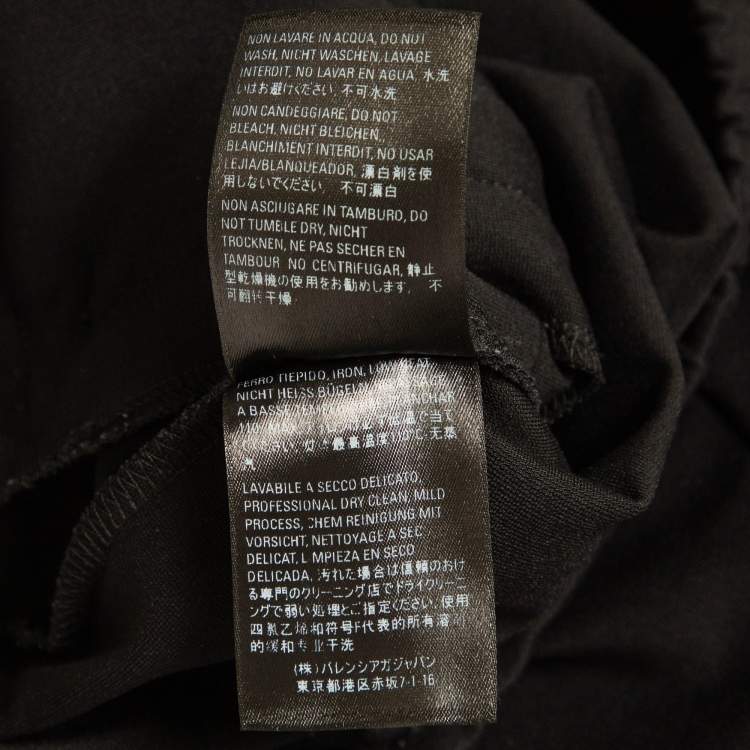 NON LAVARE IN ACQUA, DO NOT
WASH, NICHT WASCHEN, LAVAGE
INTERDIT, NO LAVAR EN AGUA, 水洗
いはお避けください, 不可水洗
NON CANDEGGIARE, DO NOT
BLEACH, NICHT BLEICHEN,
BLANCHIMENT INTERDIT, NO USAR
LEJIA/BLANQUEADOR, 漂白剤を使
用しないでください, 不可漂白
NON ASCIUGARE IN TAMBURO, DO
NOT TUMBLE DRY, NICHT
TROCKNEN, NE PAS SECHER EN
TAMBOUR NO CENTRIFUGAR, 静止
型乾燥機の使用をお勧めします, 不
可翻转干燥
FERRO TIEPIDO, IRON,
NICHT HEISS
A BASSE
最高温度110℃ 无蒸
汽
LAVABILE A SECCO DELICATO,
PROFESSIONAL DRY CLEAN, MILD
PROCESS, CHEM REINIGUNG MIT
VORSICHT, NETTOYAGE A SEC
DELICAT, LIMPIEZA EN SECO
DELICADA, 汚れた場合は信頼のおけ
る専門のクリーニング店でドライクリーニ
ングで弱い処理とご指定ください, 使用
四氯乙烯和符号F代表的所有溶剂
的缓和专业干洗
(株) バレンシアガジャパン
東京都港区赤坂7-1-16